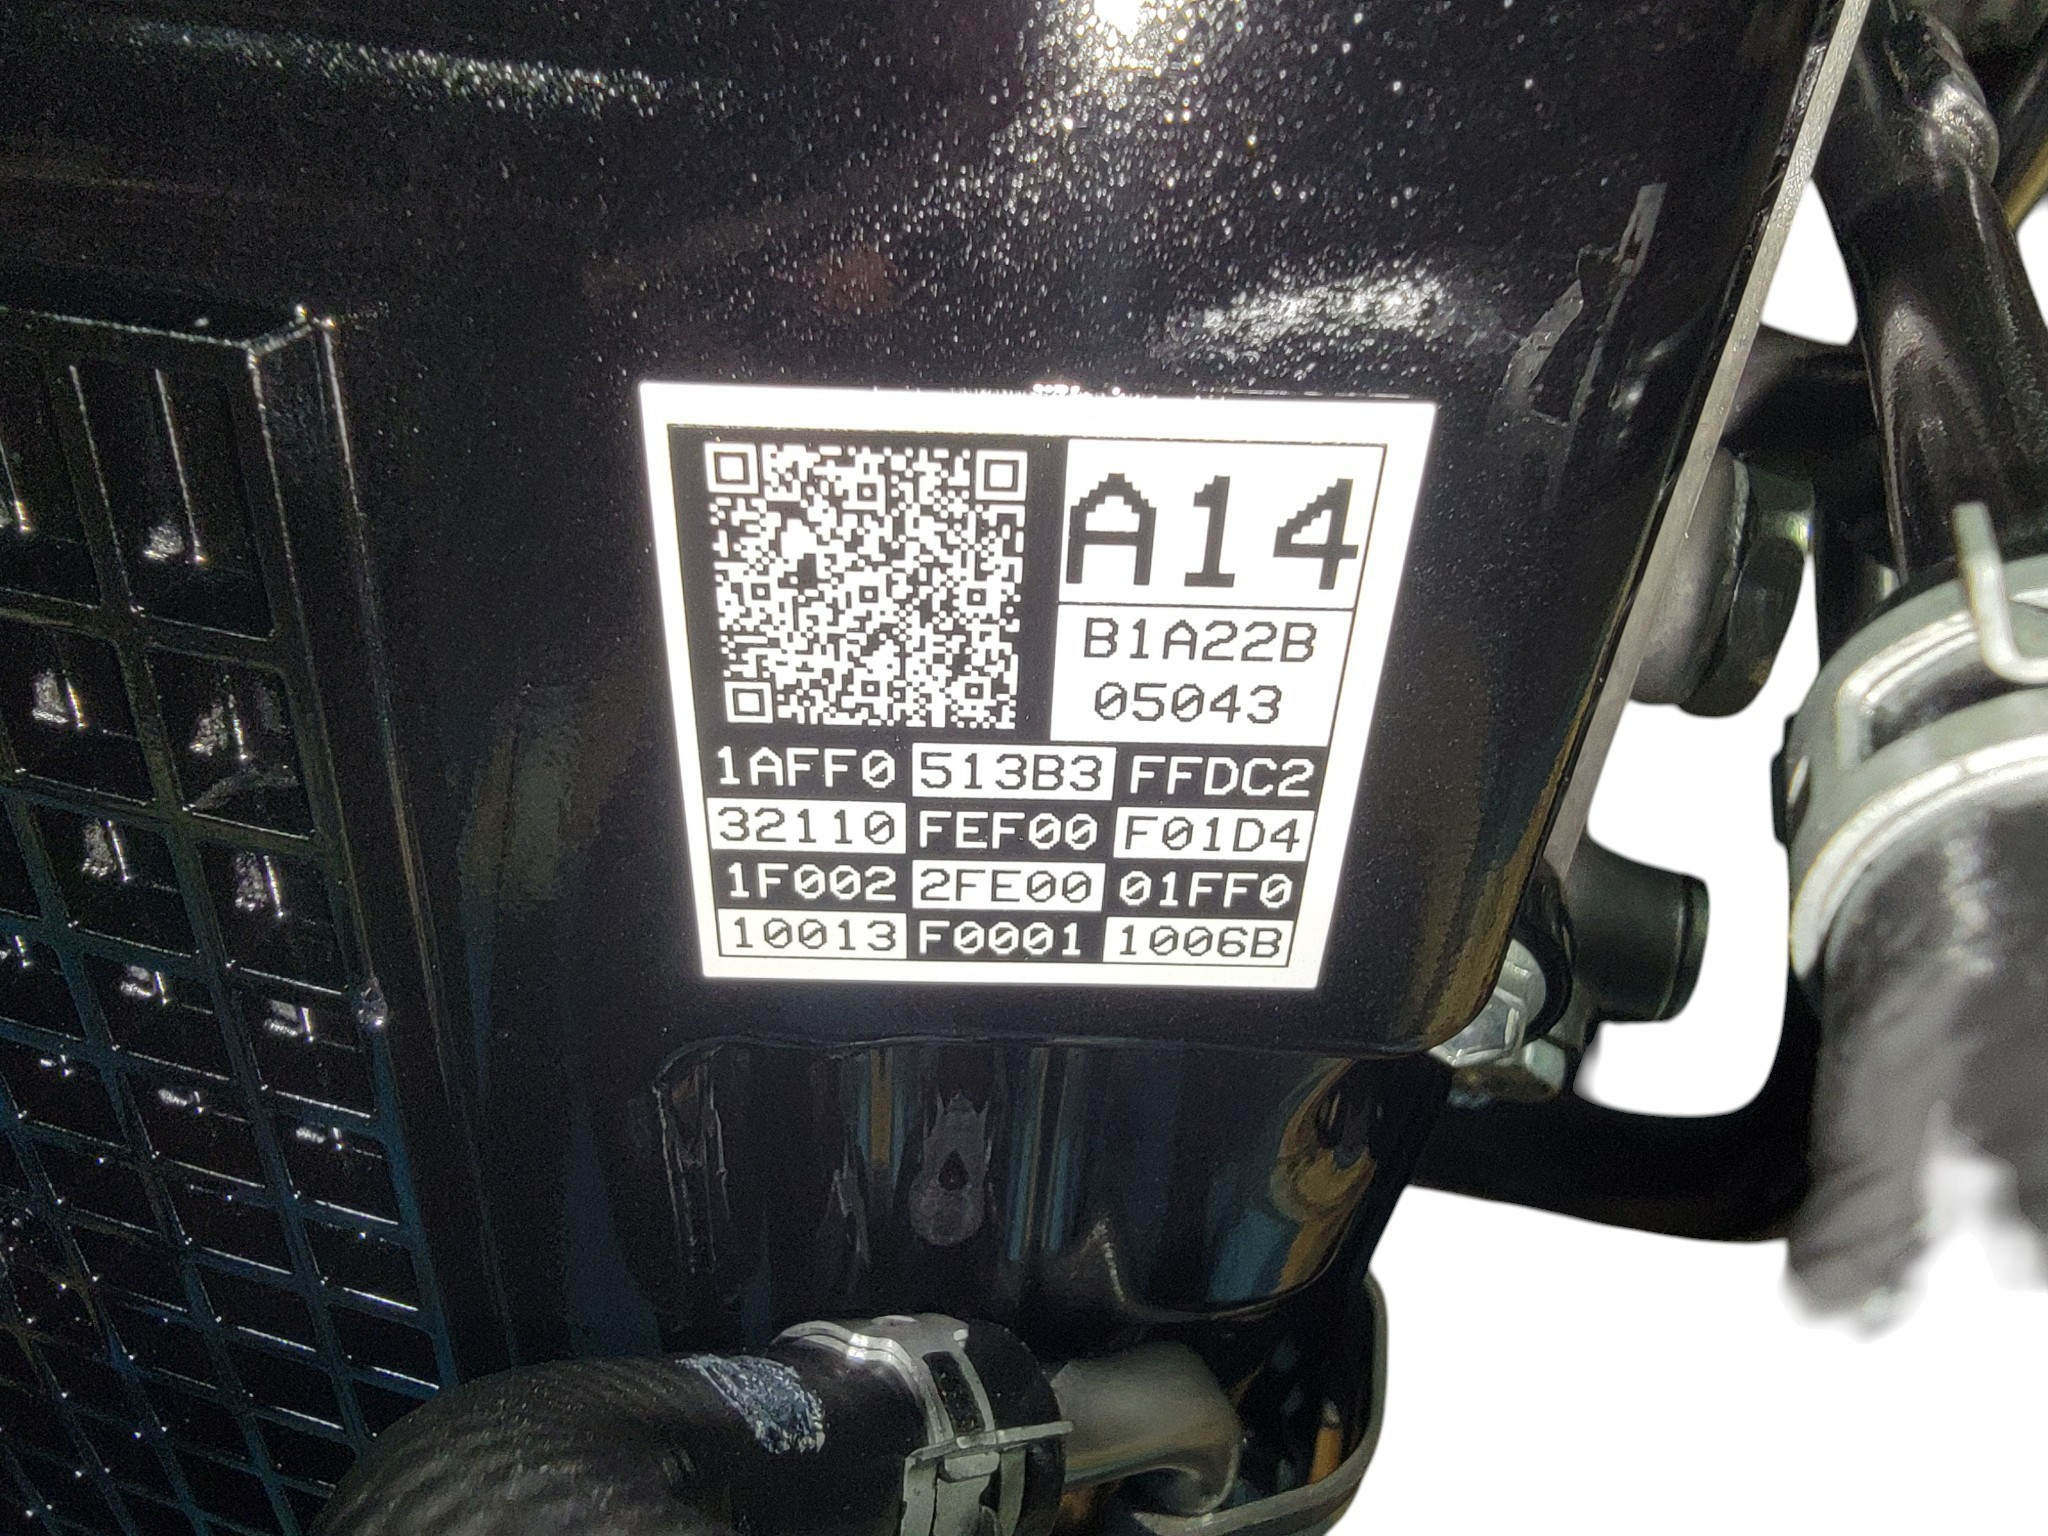 A14
B1A22B
05043
1AFF0 513B3 FFDC2
32110 FEF00 F01D4
1F002 2FE00 01FF0
10013 F0001 1006B